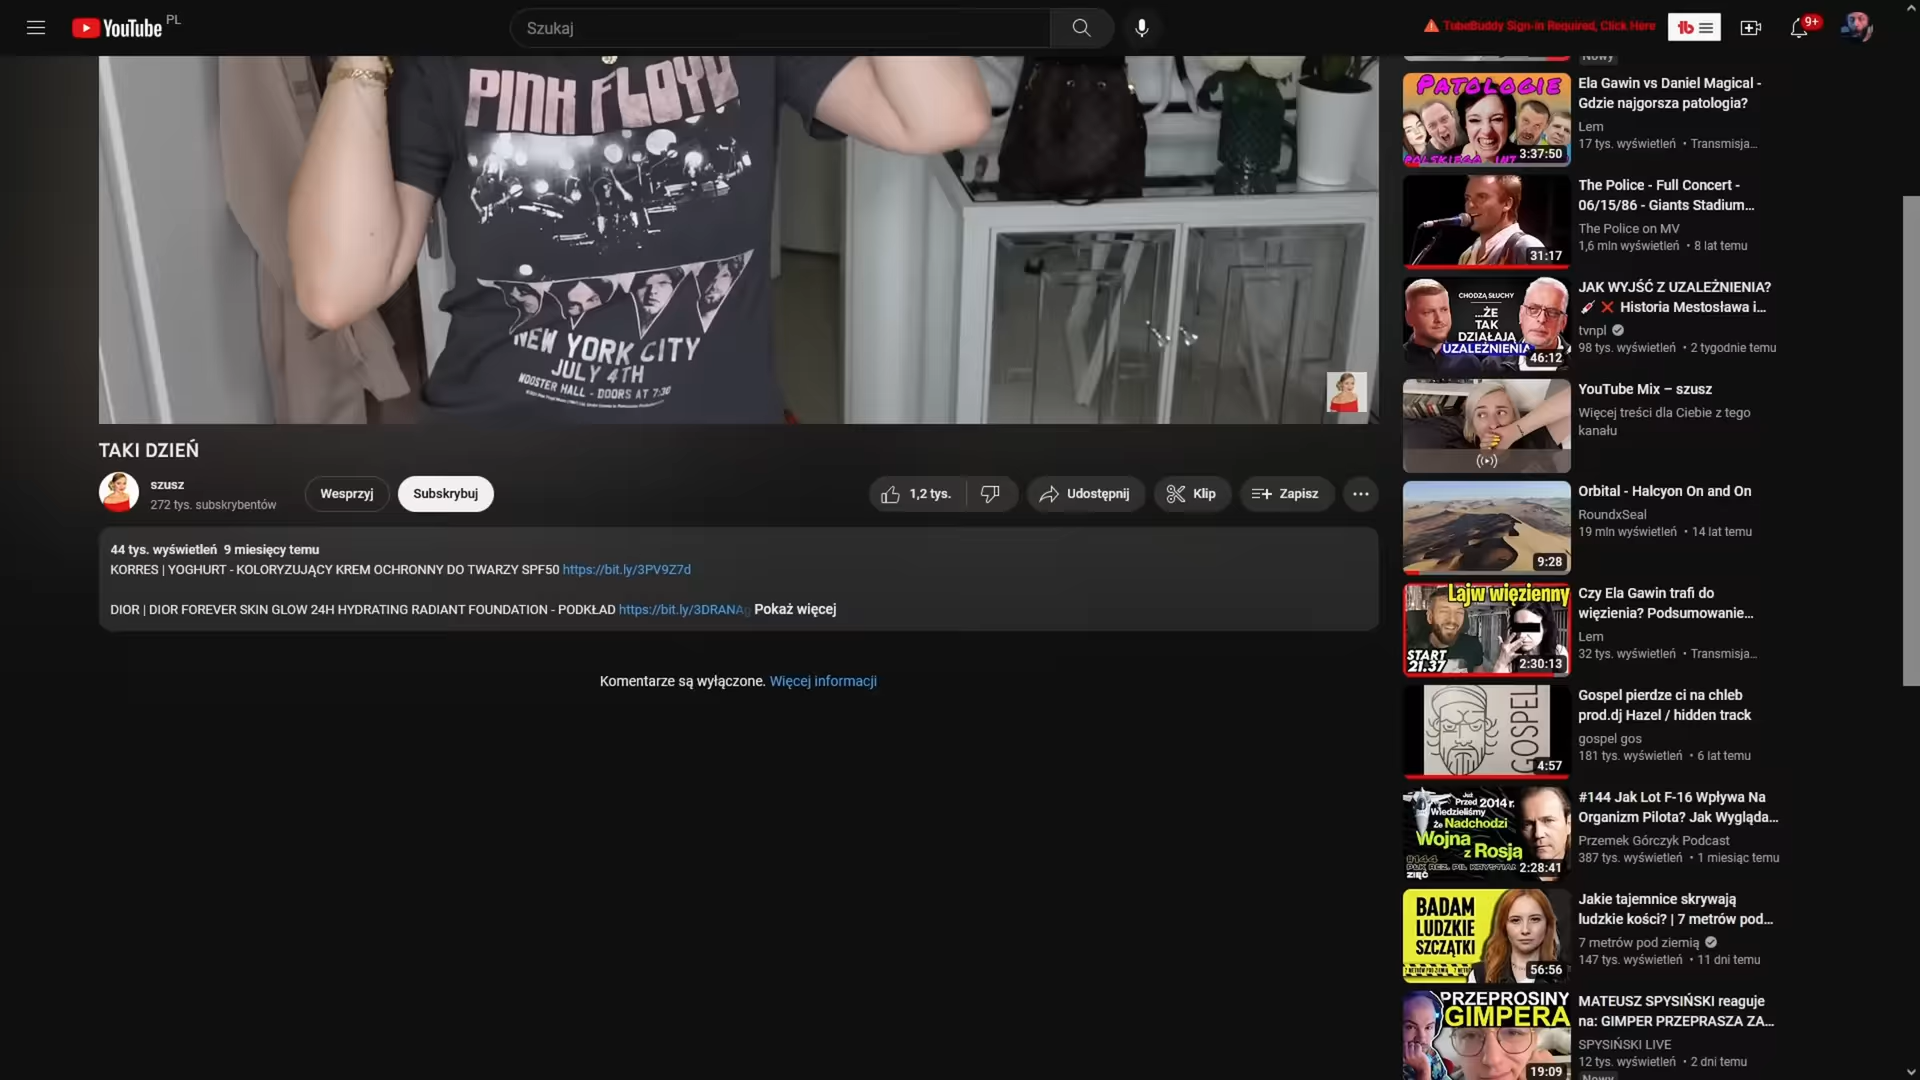 YouTube PL
Szukaj
TubeBuddy Sign-in Required, Click Here
tb
9+
PINK FLOYD
NEW YORK CITY
JULY 4TH
WOOSTER HALL - DOORS AT 7:30
TAKI DZIEŃ
szusz
272 tys. subskrybentów
Wesprzyj
Subskrybuj
1,2 tys.
Udostępnij
Klip
Zapisz
44 tys. wyświetleń 9 miesięcy temu
KORRES | YOGHURT - KOLORYZUJĄCY KREM OCHRONNY DO TWARZY SPF50 https://bit.ly/3PV9Z7d
DIOR | DIOR FOREVER SKIN GLOW 24H HYDRATING RADIANT FOUNDATION - PODKŁAD https://bit.ly/3DRANAg Pokaż więcej
Komentarze są wyłączone. Więcej informacji
Nowy
PATOLOGIE
POLSKIEGO INT
3:37:50
Ela Gawin vs Daniel Magical -
Gdzie najgorsza patologia?
Lem
17 tys. wyświetleń • Transmisja...
31:17
The Police - Full Concert -
06/15/86 - Giants Stadium...
The Police on MV
1,6 mln wyświetleń • 8 lat temu
CHODZĄ SŁUCHY
...ŻE
TAK
DZIAŁAJĄ
UZALEŻNIENIA
46:12
JAK WYJŚĆ Z UZALEŻNIENIA?
Historia Mestosława i...
tvnpl
98 tys. wyświetleń • 2 tygodnie temu
YouTube Mix – szusz
Więcej treści dla Ciebie z tego
kanału
9:28
Orbital - Halcyon On and On
RoundxSeal
19 mln wyświetleń • 14 lat temu
Lajw więzienny
START
21.37
2:30:13
Czy Ela Gawin trafi do
więzienia? Podsumowanie...
Lem
32 tys. wyświetleń • Transmisja...
GOSPEL
4:57
Gospel pierdze ci na chleb
prod.dj Hazel / hidden track
gospel gos
181 tys. wyświetleń • 6 lat temu
Już
Przed 2014 r.
Wiedzieliśmy
że Nadchodzi
Wojna
z Rosją
#144
PŁK REZ. PIL. KRYSTIAN
ZIĘĆ
2:28:41
#144 Jak Lot F-16 Wpływa Na
Organizm Pilota? Jak Wygląda...
Przemek Górczyk Podcast
387 tys. wyświetleń • 1 miesiąc temu
BADAM
LUDZKIE
SZCZĄTKI
56:56
Jakie tajemnice skrywają
ludzkie kości? | 7 metrów pod...
7 metrów pod ziemią
147 tys. wyświetleń • 11 dni temu
PRZEPROSINY
GIMPERA
19:09
MATEUSZ SPYSIŃSKI reaguje
na: GIMPER PRZEPRASZA ZA...
SPYSIŃSKI LIVE
12 tys. wyświetleń • 2 dni temu
Nowy